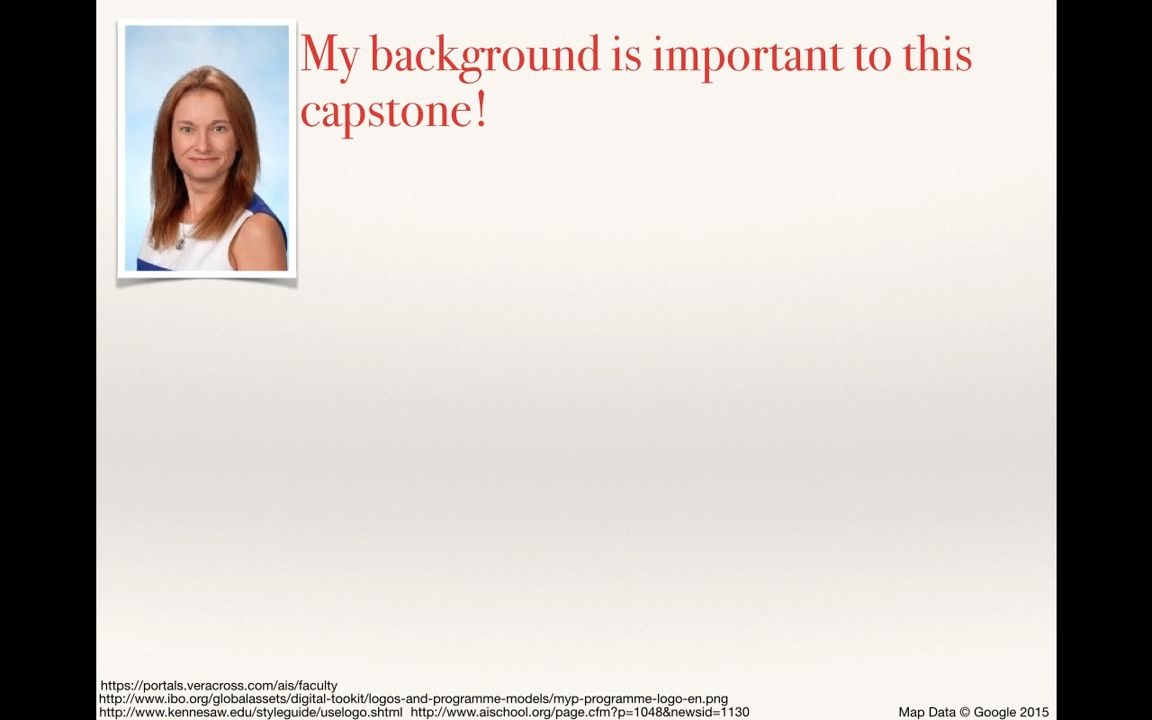 My background is important to this
capstone!
https://portals.veracross.com/ais/faculty
http://www.ibo.org/globalassets/digital-tookit/logos-and-programme-models/myp-programme-logo-en.png
http://www.kennesaw.edu/styleguide/uselogo.shtml http://www.aischool.org/page.cfm?p=1048&newsid=1130
Map Data © Google 2015